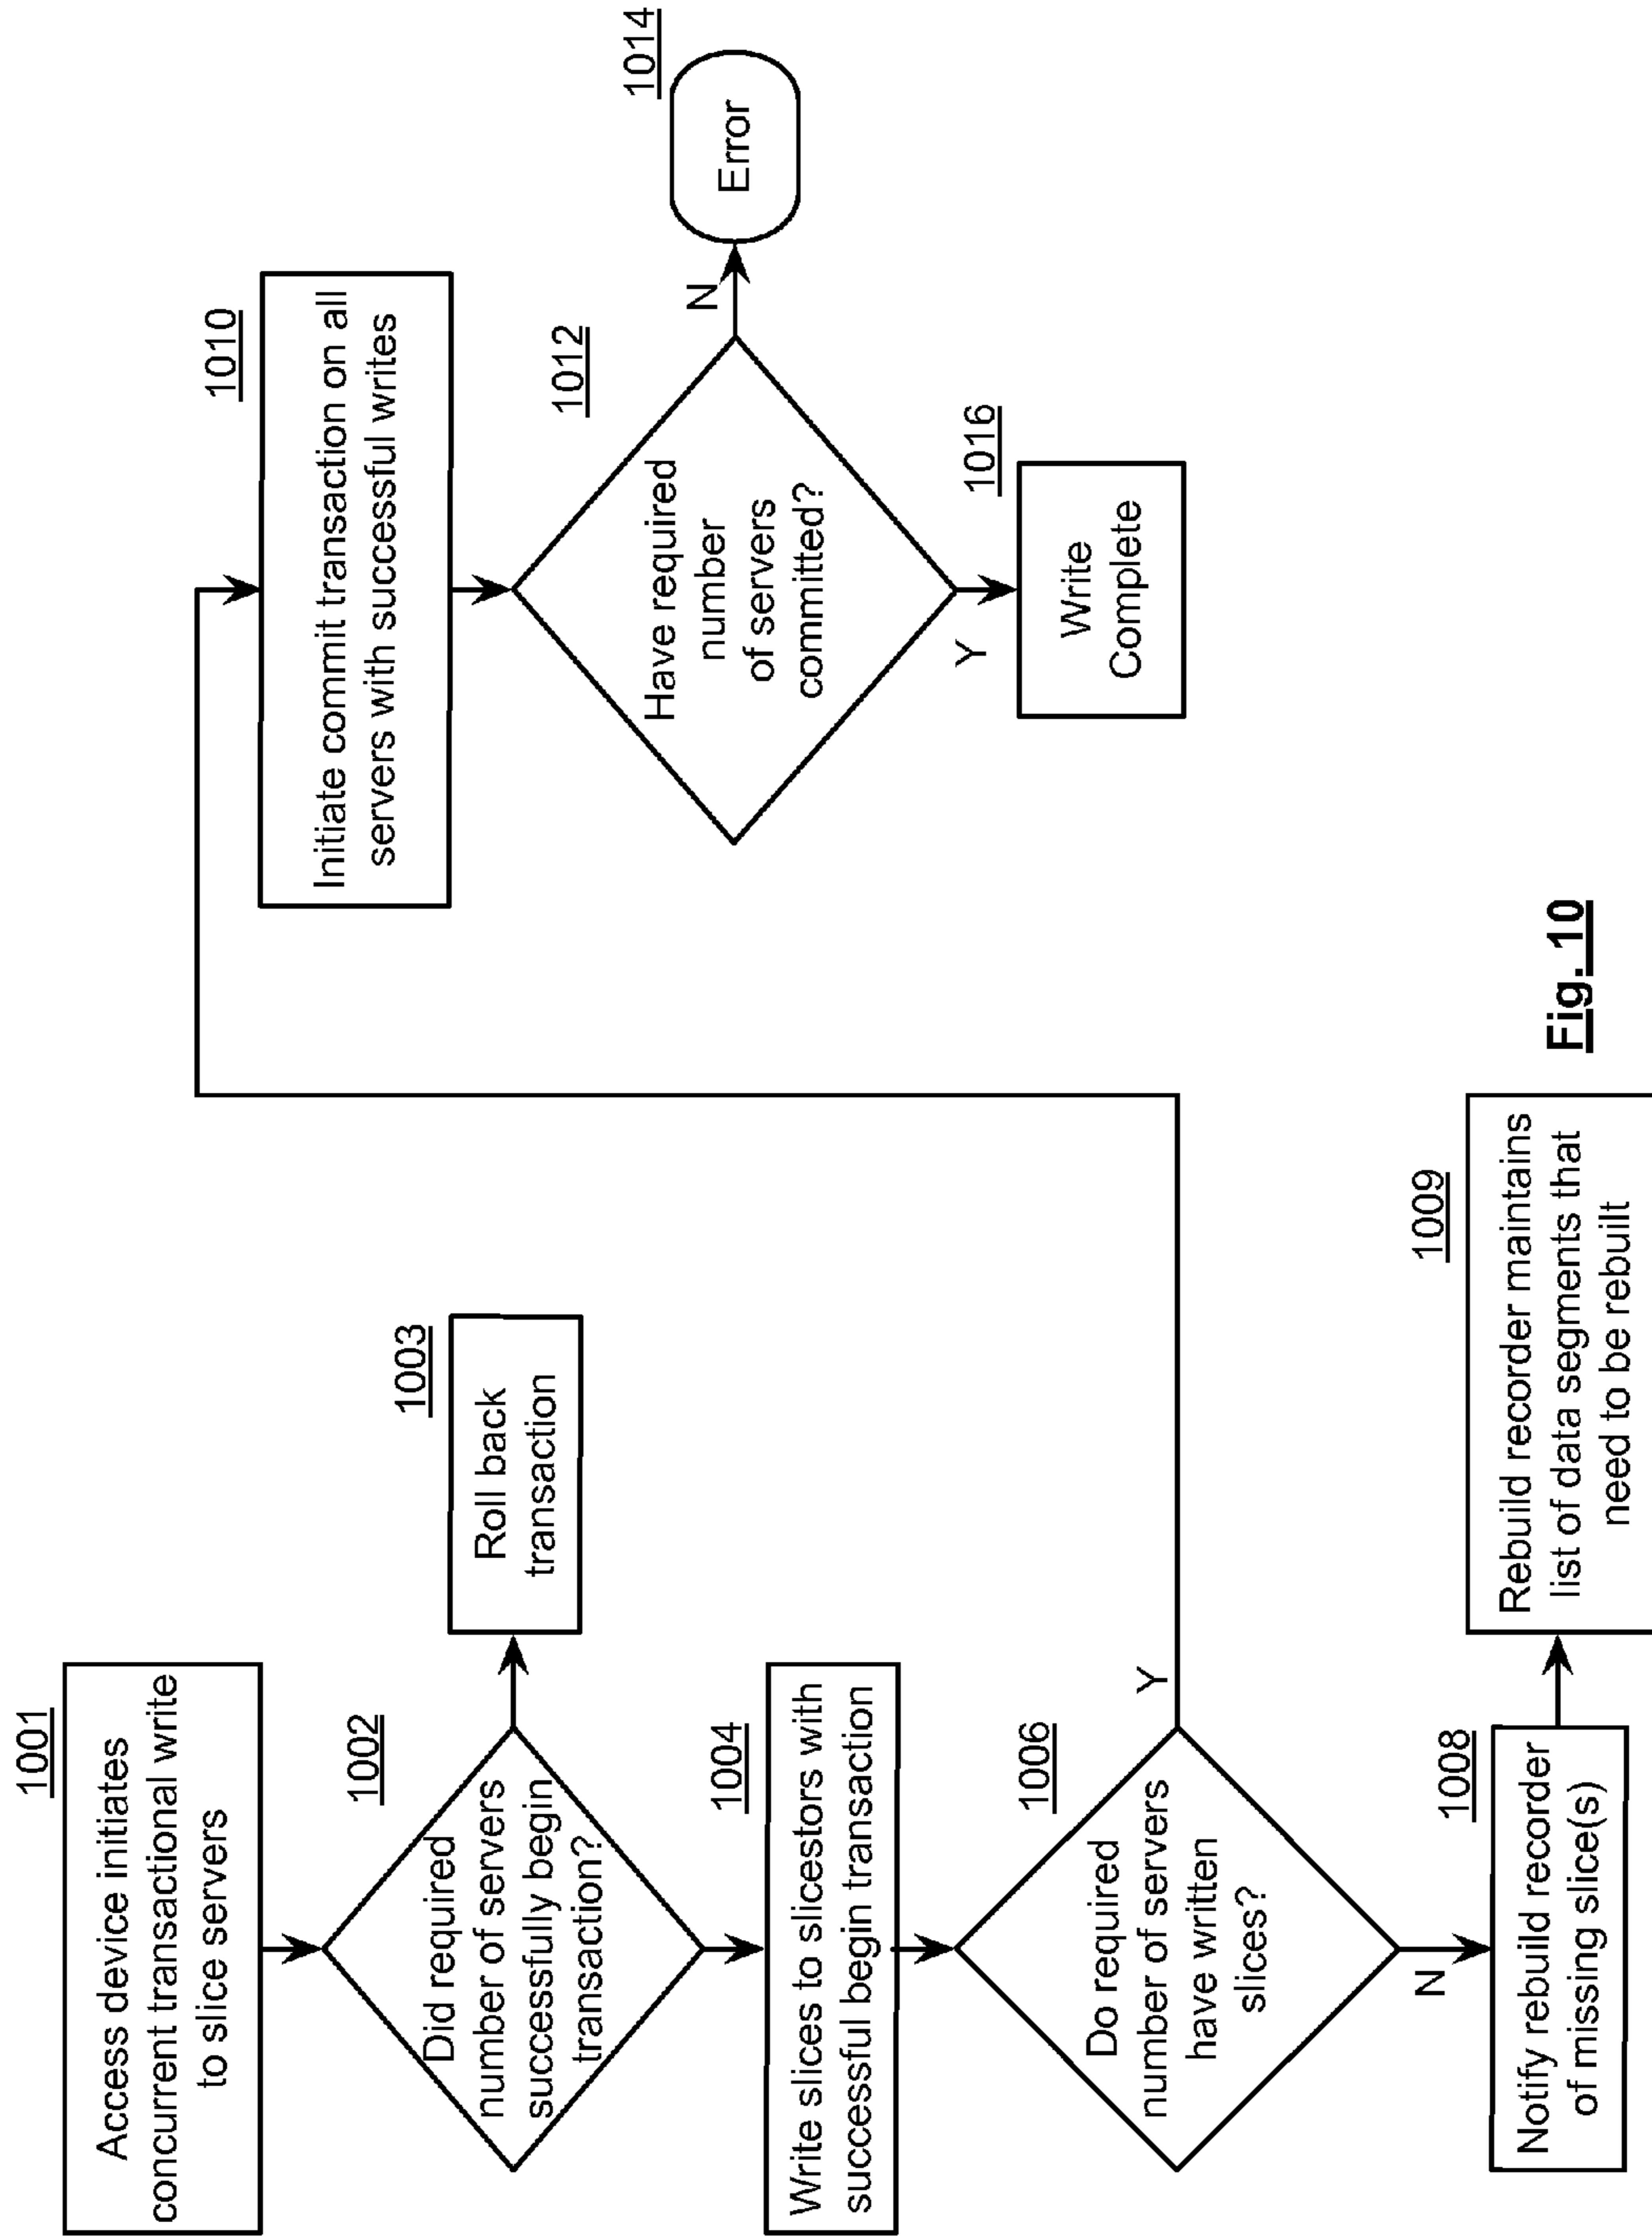 1001
Access device initiates
concurrent transactional write
to slice servers
1002
Did required
number of servers
successfully begin
transaction?
1003
Roll back
transaction
1004
Write slices to slicestors with
successful begin transaction
1006
Do required
number of servers
have written
slices?
Y
N
1008
Notify rebuild recorder
of missing slice(s)
1009
Rebuild recorder maintains
list of data segments that
need to be rebuilt
1010
Initiate commit transaction on all
servers with successful writes
1012
Have required
number
of servers
committed?
N
1014
Error
Y
1016
Write
Complete
Fig. 10